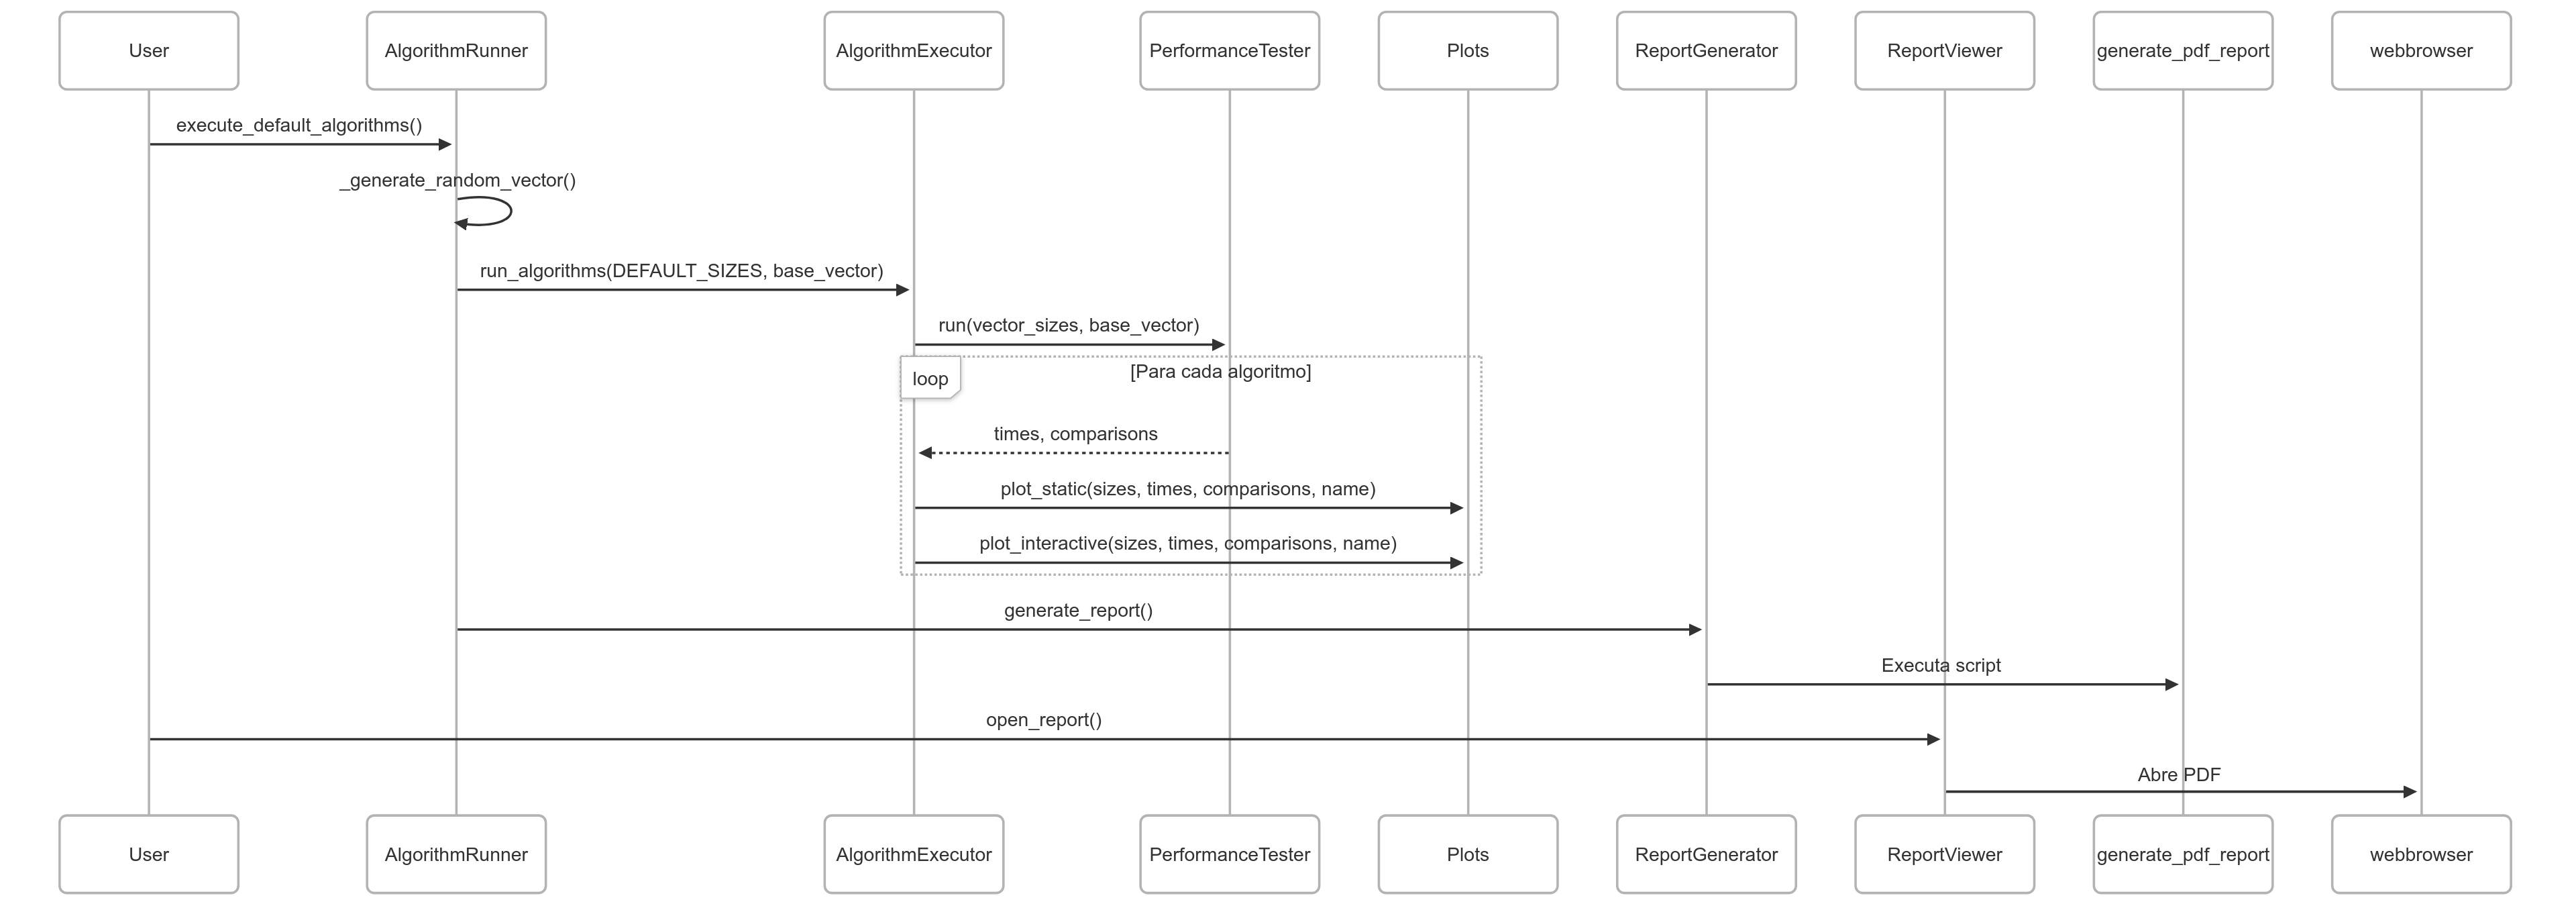 User
AlgorithmRunner
AlgorithmExecutor
PerformanceTester
Plots
ReportGenerator
ReportViewer
generate_pdf_report
webbrowser
execute_default_algorithms()
_generate_random_vector()
run_algorithms(DEFAULT_SIZES, base_vector)
run(vector_sizes, base_vector)
loop
[Para cada algoritmo]
times, comparisons
plot_static(sizes, times, comparisons, name)
plot_interactive(sizes, times, comparisons, name)
generate_report()
Executa script
open_report()
Abre PDF
User
AlgorithmRunner
AlgorithmExecutor
PerformanceTester
Plots
ReportGenerator
ReportViewer
generate_pdf_report
webbrowser